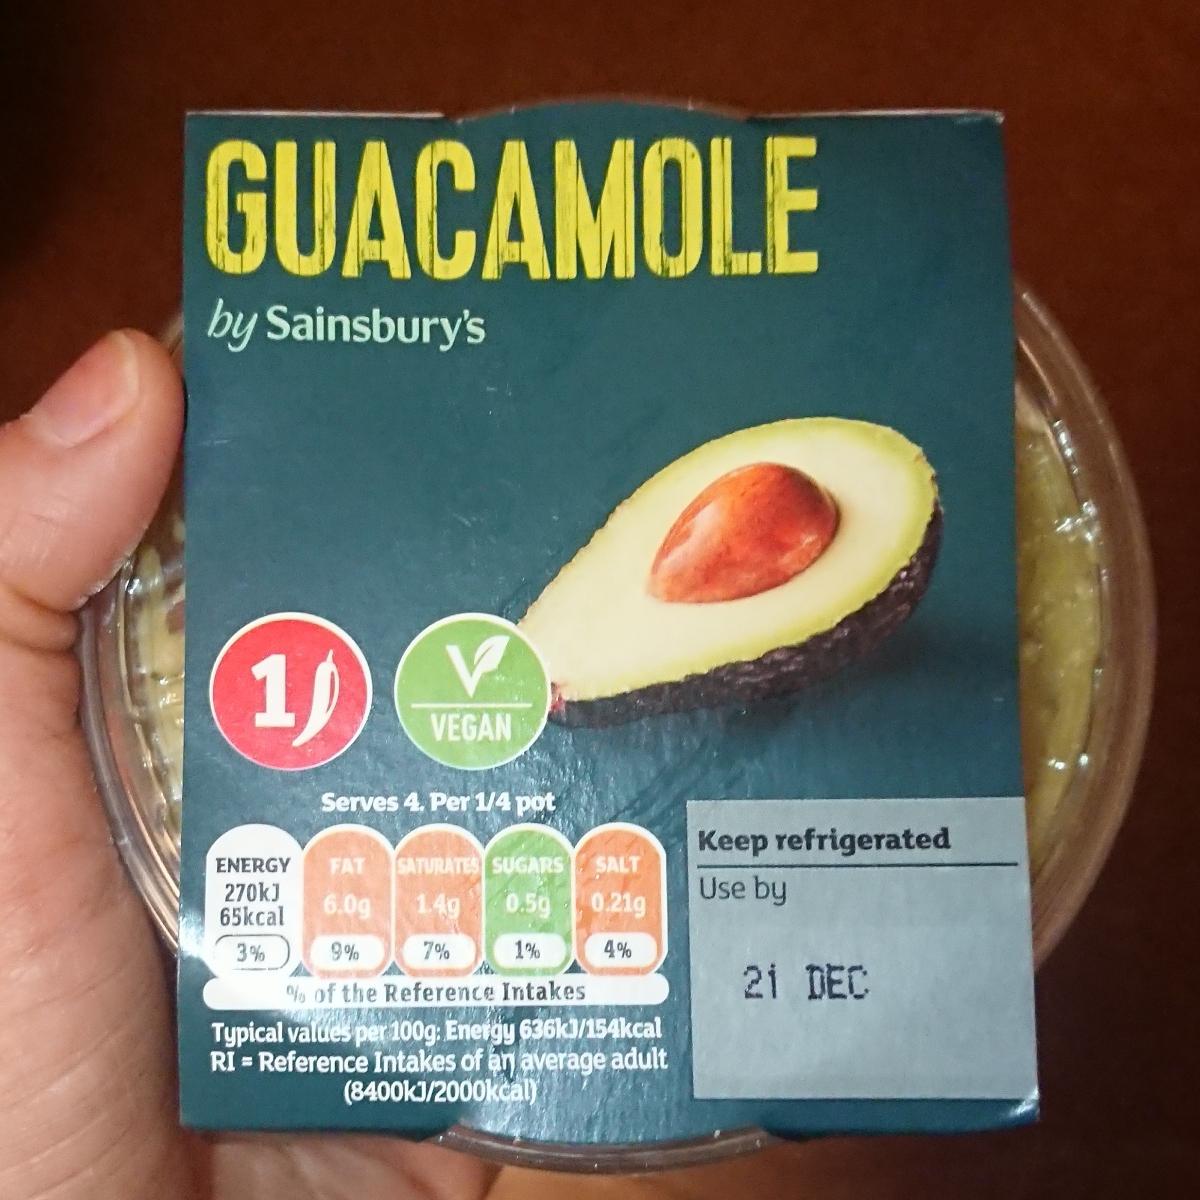 GUACAMOLE
by Sainsbury's
1
V
VEGAN
Serves 4. Per 1/4 pot
ENERGY 270kJ 65kcal 3%
FAT 6.0g 9%
SATURATES 1.4g 7%
SUGARS 0.5g 1%
SALT 0.21g 4%
% of the Reference Intakes
Typical values per 100g: Energy 636kJ/154kcal
RI = Reference Intakes of an average adult
(8400kJ/2000kcal)
Keep refrigerated
Use by
21 DEC